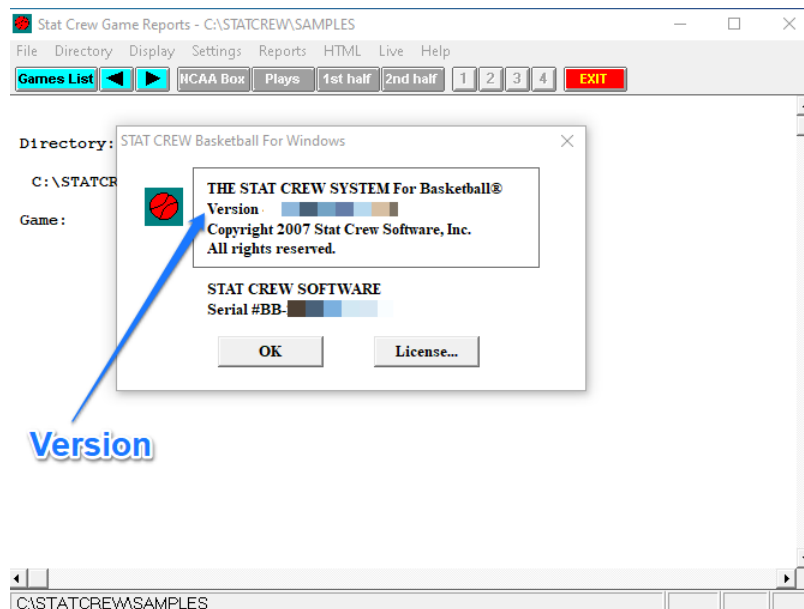 Stat Crew Game Reports - C:\STATCREW\SAMPLES
File Directory Display Settings Reports HTML Live Help
Games List NCAA Box Plays 1st half 2nd half 1 2 3 4 EXIT
Directory:
C:\STATCR
Game:
STAT CREW Basketball For Windows
THE STAT CREW SYSTEM For Basketball®
Version
Copyright 2007 Stat Crew Software, Inc.
All rights reserved.
STAT CREW SOFTWARE
Serial #BB-
OK License...
Version
C:\STATCREW\SAMPLES